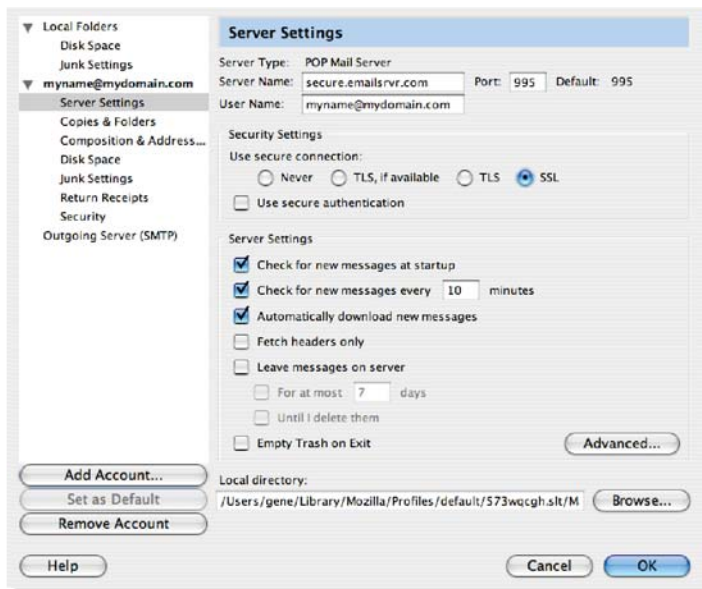 Local Folders
Disk Space
Junk Settings
myname@mydomain.com
Server Settings
Copies & Folders
Composition & Address...
Disk Space
Junk Settings
Return Receipts
Security
Outgoing Server (SMTP)
Add Account...
Set as Default
Remove Account
Server Settings
Server Type: POP Mail Server
Server Name: secure.emailsrvr.com Port: 995 Default: 995
User Name: myname@mydomain.com
Security Settings
Use secure connection:
Never TLS, if available TLS SSL
Use secure authentication
Server Settings
Check for new messages at startup
Check for new messages every 10 minutes
Automatically download new messages
Fetch headers only
Leave messages on server
For at most 7 days
Until I delete them
Empty Trash on Exit Advanced...
Local directory:
/Users/gene/Library/Mozilla/Profiles/default/573wqcgh.slt/M Browse...
Help Cancel OK